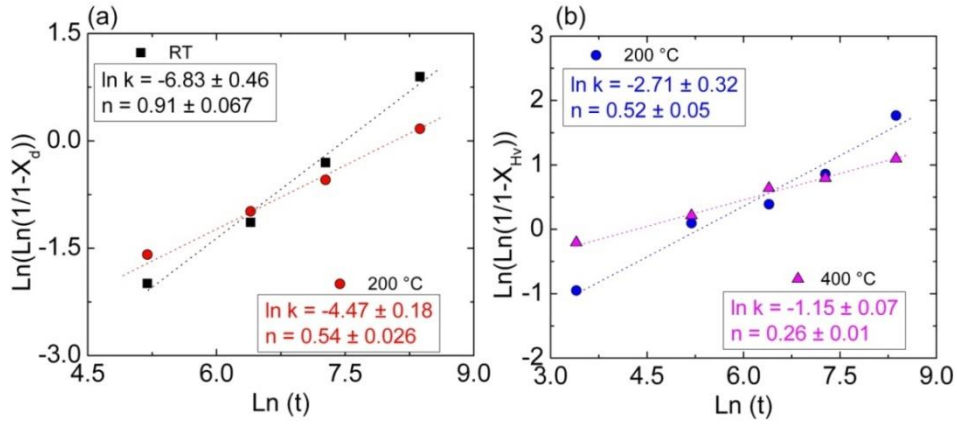 (a)
1.5
0.0
-1.5
-3.0
Ln(Ln(1/1-X_d))
RT
ln k = -6.83 ± 0.46
n = 0.91 ± 0.067
200 °C
ln k = -4.47 ± 0.18
n = 0.54 ± 0.026
4.5 6.0 7.5 9.0
Ln (t)
(b)
3
2
1
0
-1
-2
Ln(Ln(1/1-X_Hv))
200 °C
ln k = -2.71 ± 0.32
n = 0.52 ± 0.05
400 °C
ln k = -1.15 ± 0.07
n = 0.26 ± 0.01
3.0 4.5 6.0 7.5 9.0
Ln (t)